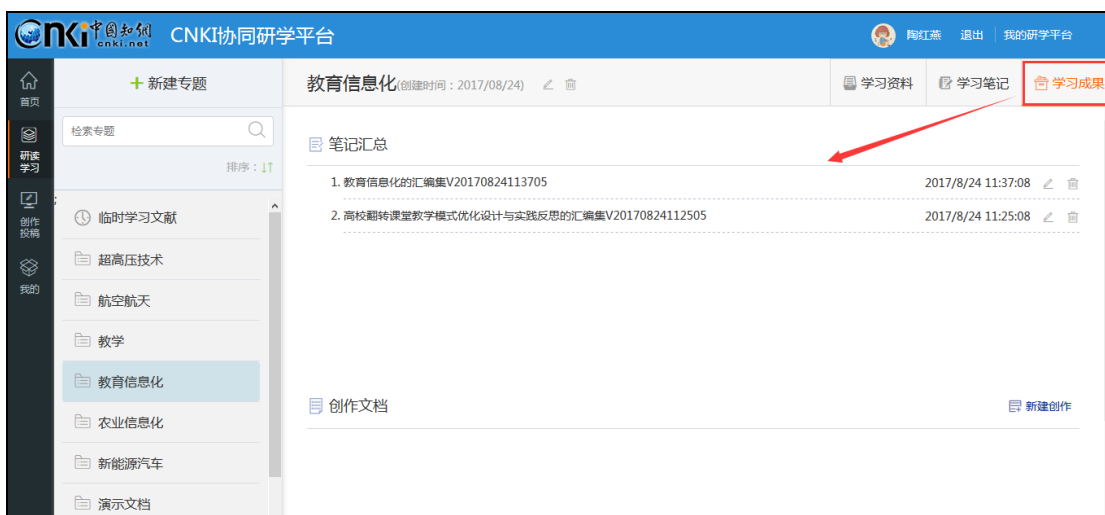 CNKi中国知网 cnki.net CNKI协同研学平台 陶红燕 退出 我的研学平台
首页
研读学习
创作投稿
我的
+ 新建专题
检索专题
排序：↓↑
临时学习文献
超高压技术
航空航天
教学
教育信息化
农业信息化
新能源汽车
演示文档
教育信息化(创建时间：2017/08/24) 学习资料 学习笔记 学习成果
笔记汇总
1. 教育信息化的汇编集V20170824113705 2017/8/24 11:37:08
2. 高校翻转课堂教学模式优化设计与实践反思的汇编集V20170824112505 2017/8/24 11:25:08
创作文档 新建创作